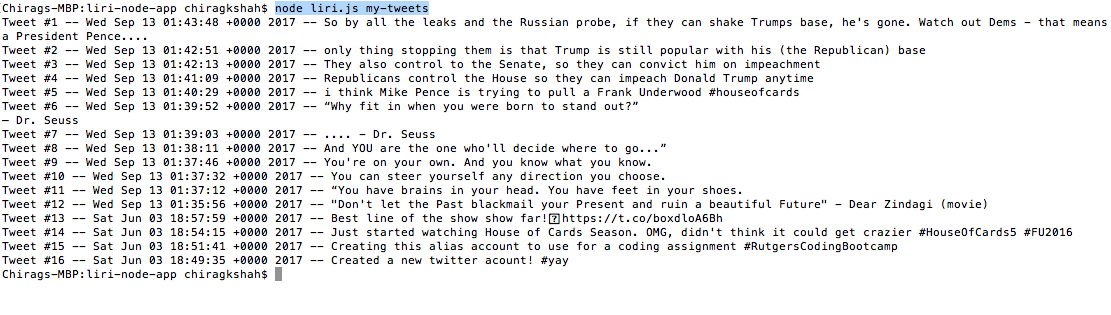 Chirags-MBP:liri-node-app chiragkshah$ node liri.js my-tweets
Tweet #1 -- Wed Sep 13 01:43:48 +0000 2017 -- So by all the leaks and the Russian probe, if they can shake Trumps base, he's gone. Watch out Dems - that means
a President Pence....
Tweet #2 -- Wed Sep 13 01:42:51 +0000 2017 -- only thing stopping them is that Trump is still popular with his (the Republican) base
Tweet #3 -- Wed Sep 13 01:42:13 +0000 2017 -- They also control to the Senate, so they can convict him on impeachment
Tweet #4 -- Wed Sep 13 01:41:09 +0000 2017 -- Republicans control the House so they can impeach Donald Trump anytime
Tweet #5 -- Wed Sep 13 01:40:29 +0000 2017 -- i think Mike Pence is trying to pull a Frank Underwood #houseofcards
Tweet #6 -- Wed Sep 13 01:39:52 +0000 2017 -- “Why fit in when you were born to stand out?”
― Dr. Seuss
Tweet #7 -- Wed Sep 13 01:39:03 +0000 2017 -- .... - Dr. Seuss
Tweet #8 -- Wed Sep 13 01:38:11 +0000 2017 -- And YOU are the one who'll decide where to go...”
Tweet #9 -- Wed Sep 13 01:37:46 +0000 2017 -- You're on your own. And you know what you know.
Tweet #10 -- Wed Sep 13 01:37:32 +0000 2017 -- You can steer yourself any direction you choose.
Tweet #11 -- Wed Sep 13 01:37:12 +0000 2017 -- “You have brains in your head. You have feet in your shoes.
Tweet #12 -- Wed Sep 13 01:35:56 +0000 2017 -- "Don't let the Past blackmail your Present and ruin a beautiful Future" - Dear Zindagi (movie)
Tweet #13 -- Sat Jun 03 18:57:59 +0000 2017 -- Best line of the show show far!⍰https://t.co/boxdloA6Bh
Tweet #14 -- Sat Jun 03 18:54:15 +0000 2017 -- Just started watching House of Cards Season. OMG, didn't think it could get crazier #HouseOfCards5 #FU2016
Tweet #15 -- Sat Jun 03 18:51:41 +0000 2017 -- Creating this alias account to use for a coding assignment #RutgersCodingBootcamp
Tweet #16 -- Sat Jun 03 18:49:35 +0000 2017 -- Created a new twitter acount! #yay
Chirags-MBP:liri-node-app chiragkshah$